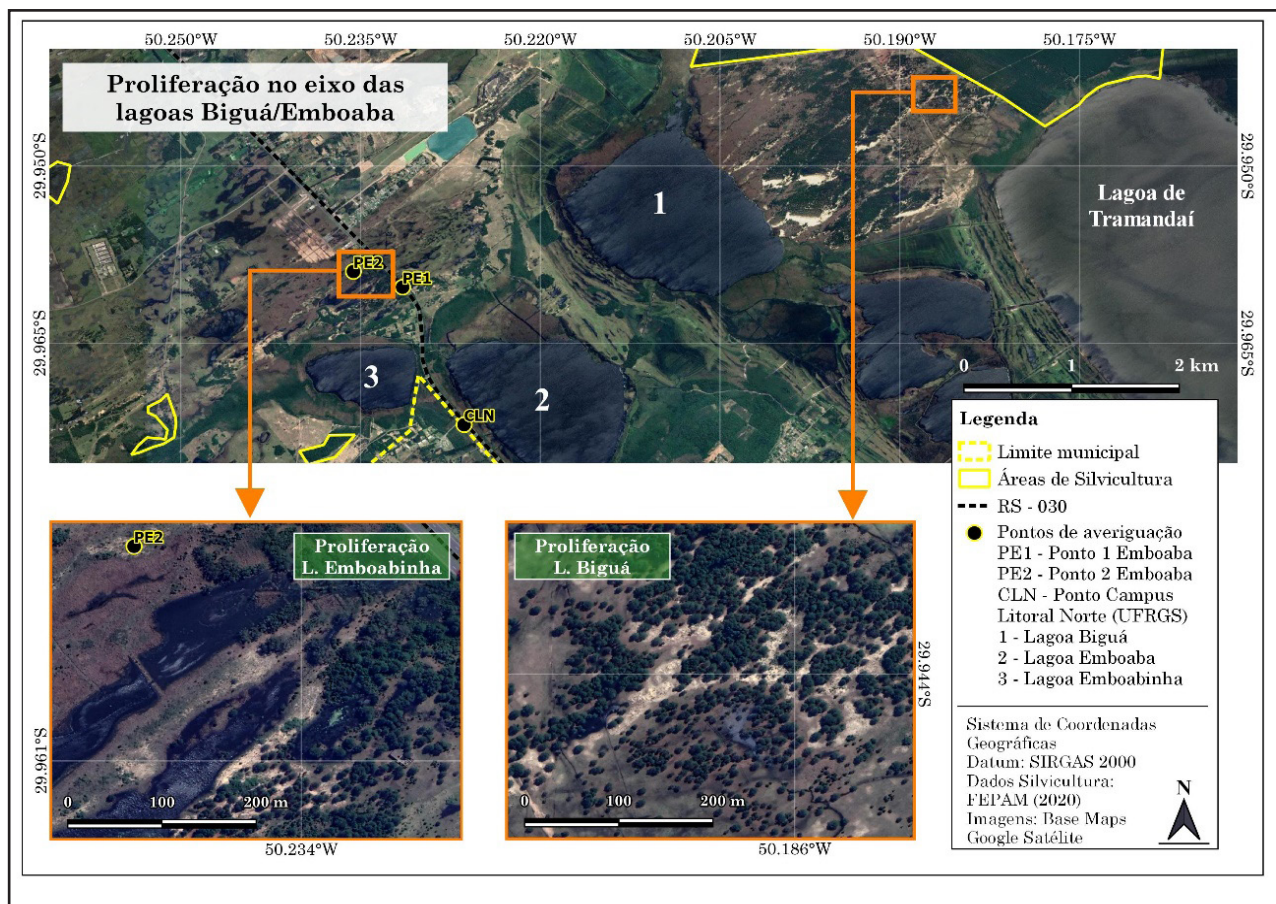 50.250°W 50.235°W 50.220°W 50.205°W 50.190°W 50.175°W
Proliferação no eixo das
lagoas Biguá/Emboaba
29.950°S
29.950°S
1
Lagoa de
Tramandaí
PE2
PE1
29.965°S
29.965°S
3
2
CLN
0 1 2 km
Legenda
Limite municipal
Áreas de Silvicultura
RS - 030
Pontos de averiguação
PE1 - Ponto 1 Emboaba
PE2 - Ponto 2 Emboaba
CLN - Ponto Campus
Litoral Norte (UFRGS)
1 - Lagoa Biguá
2 - Lagoa Emboaba
3 - Lagoa Emboabinha
Sistema de Coordenadas
Geográficas
Datum: SIRGAS 2000
Dados Silvicultura:
FEPAM (2020)
Imagens: Base Maps
Google Satélite
N
PE2
Proliferação
L. Emboabinha
29.961°S
0 100 200 m
50.234°W
Proliferação
L. Biguá
29.944°S
0 100 200 m
50.186°W